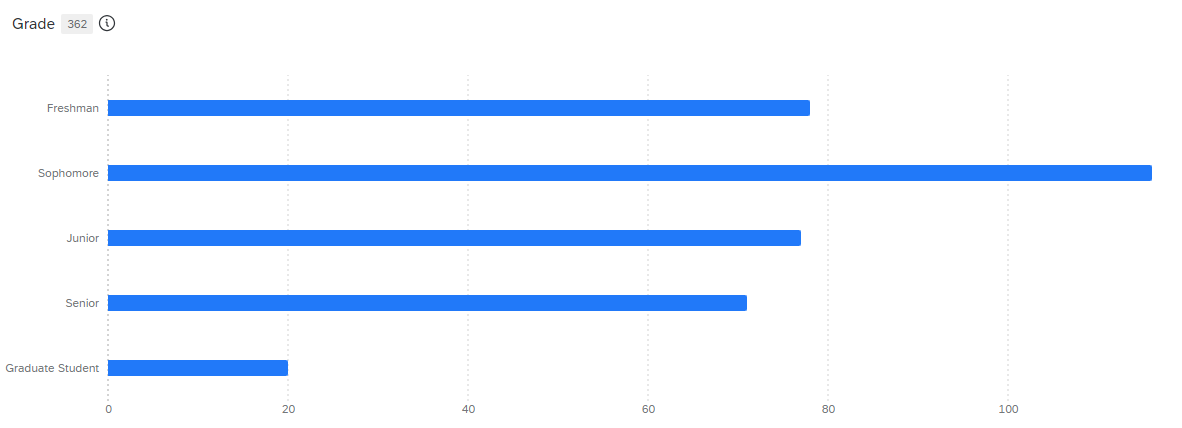 Grade 362
Freshman
Sophomore
Junior
Senior
Graduate Student
0 20 40 60 80 100